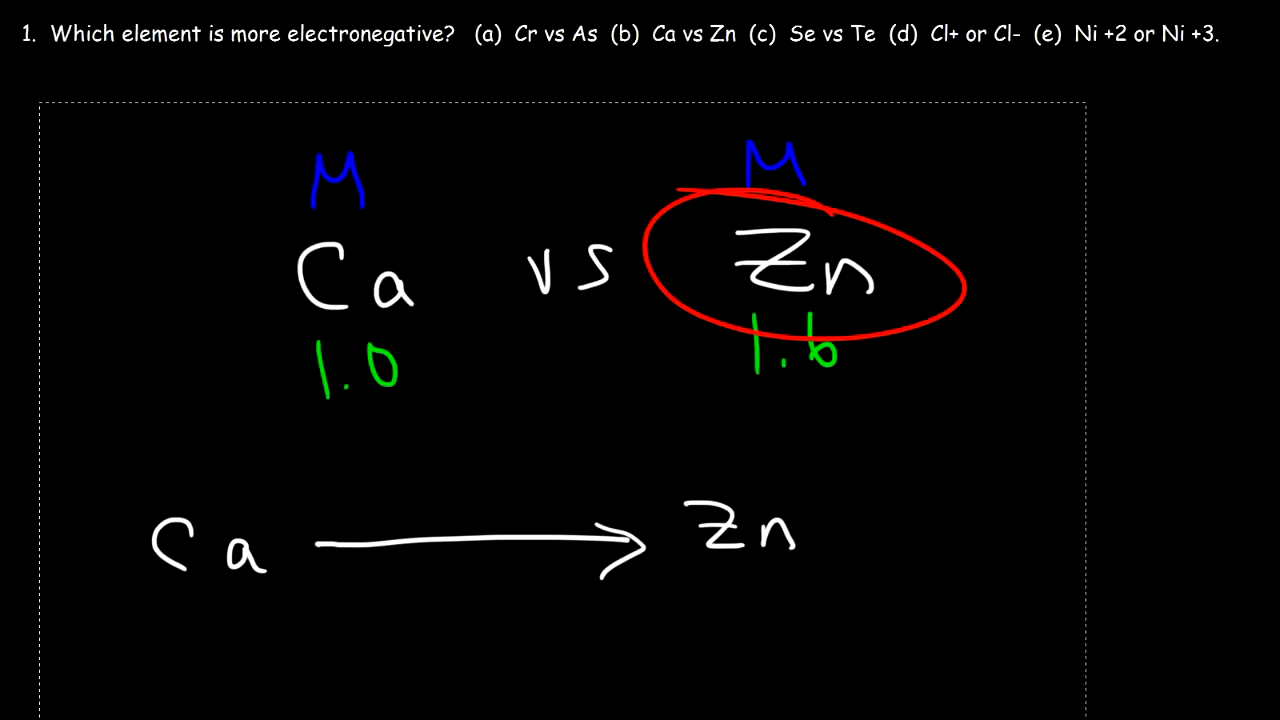 1. Which element is more electronegative? (a) Cr vs As (b) Ca vs Zn (c) Se vs Te (d) Cl+ or Cl- (e) Ni +2 or Ni +3.
M M
Ca vs Zn
1.0 1.6
Ca → Zn